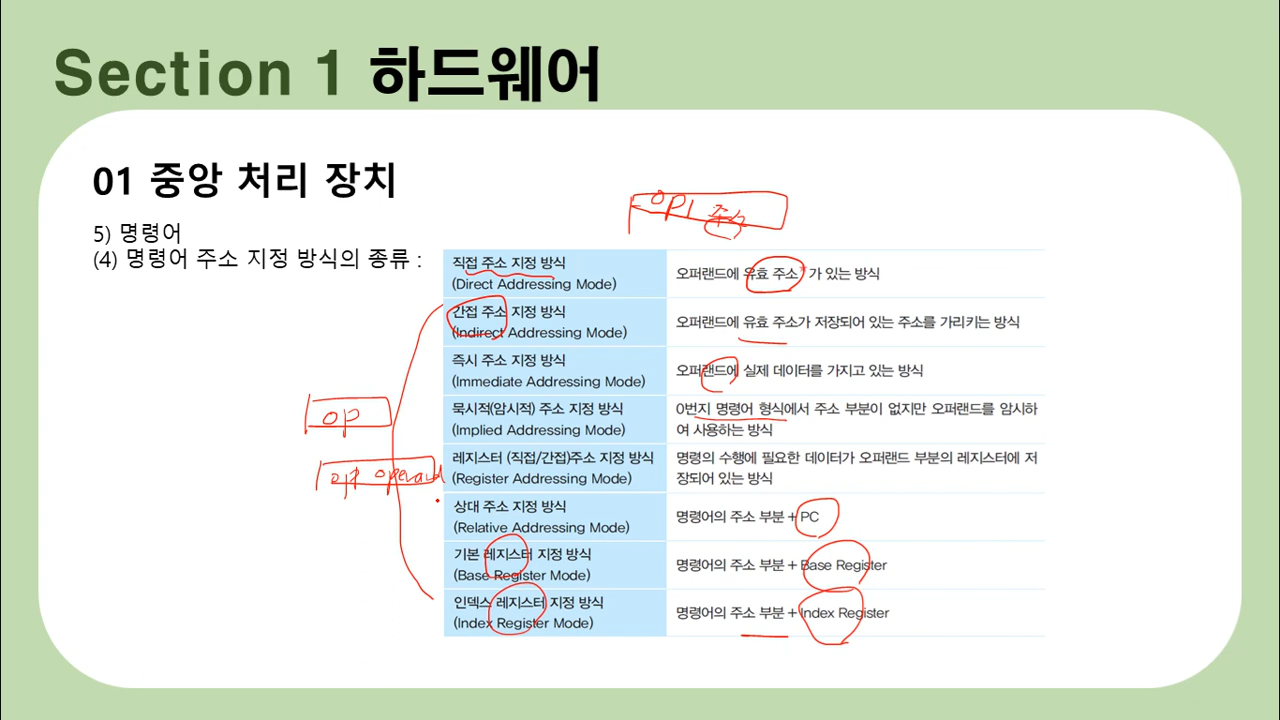 Section 1 하드웨어
01 중앙 처리 장치
5) 명령어
(4) 명령어 주소 지정 방식의 종류 :
OP 주소
직접 주소 지정 방식
(Direct Addressing Mode)
오퍼랜드에 유효 주소*가 있는 방식
간접 주소 지정 방식
(Indirect Addressing Mode)
오퍼랜드에 유효 주소가 저장되어 있는 주소를 가리키는 방식
즉시 주소 지정 방식
(Immediate Addressing Mode)
오퍼랜드에 실제 데이터를 가지고 있는 방식
묵시적(암시적) 주소 지정 방식
(Implied Addressing Mode)
0번지 명령어 형식에서 주소 부분이 없지만 오퍼랜드를 암시하
여 사용하는 방식
OP
레지스터 (직접/간접)주소 지정 방식
(Register Addressing Mode)
명령의 수행에 필요한 데이터가 오퍼랜드 부분의 레지스터에 저
장되어 있는 방식
OP operand
상대 주소 지정 방식
(Relative Addressing Mode)
명령어의 주소 부분 + PC
기본 레지스터 지정 방식
(Base Register Mode)
명령어의 주소 부분 + Base Register
인덱스 레지스터 지정 방식
(Index Register Mode)
명령어의 주소 부분 + Index Register